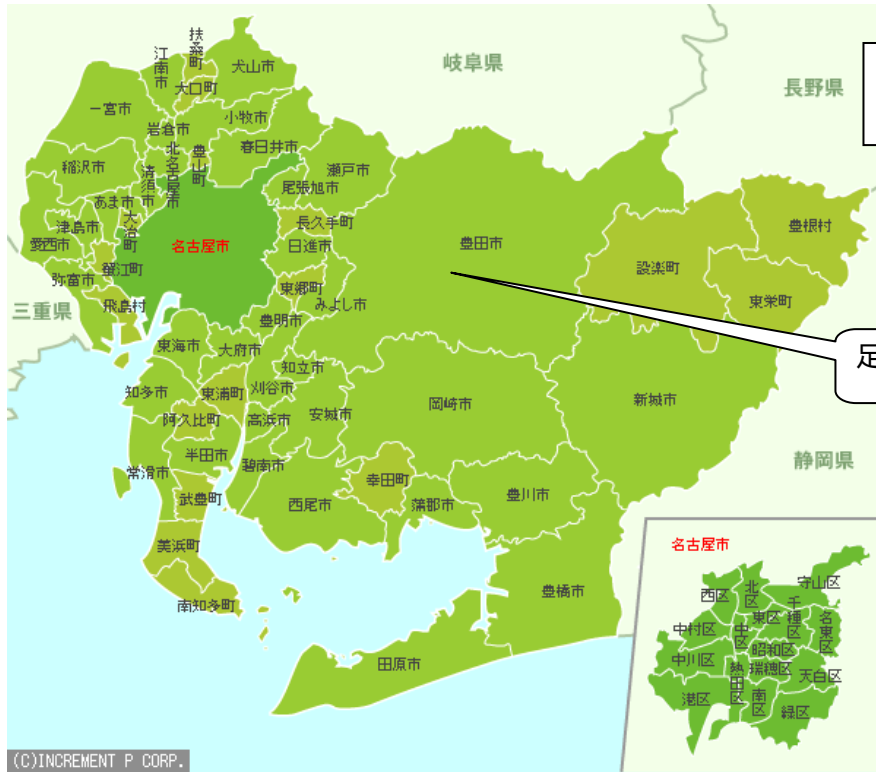 岐阜県
長野県
扶桑町
江南市
犬山市
大口町
一宮市
小牧市
岩倉市
春日井市
北名古屋市
豊山町
稲沢市
清須市
瀬戸市
尾張旭市
あま市
長久手町
津島市
大治町
豊根村
愛西市
名古屋市
日進市
豊田市
設楽町
蟹江町
弥富市
東郷町
みよし市
東栄町
飛島村
三重県
豊明市
東海市
大府市
足
知立市
知多市
東浦町
刈谷市
岡崎市
新城市
阿久比町
高浜市
安城市
半田市
常滑市
碧南市
静岡県
幸田町
武豊町
西尾市
蒲郡市
豊川市
美浜町
名古屋市
豊橋市
南知多町
守山区
西区
北区
千種区
東区
名東区
中村区
中区
昭和区
田原市
中川区
瑞穂区
天白区
熱田区
港区
南区
緑区
(C)INCREMENT P CORP.